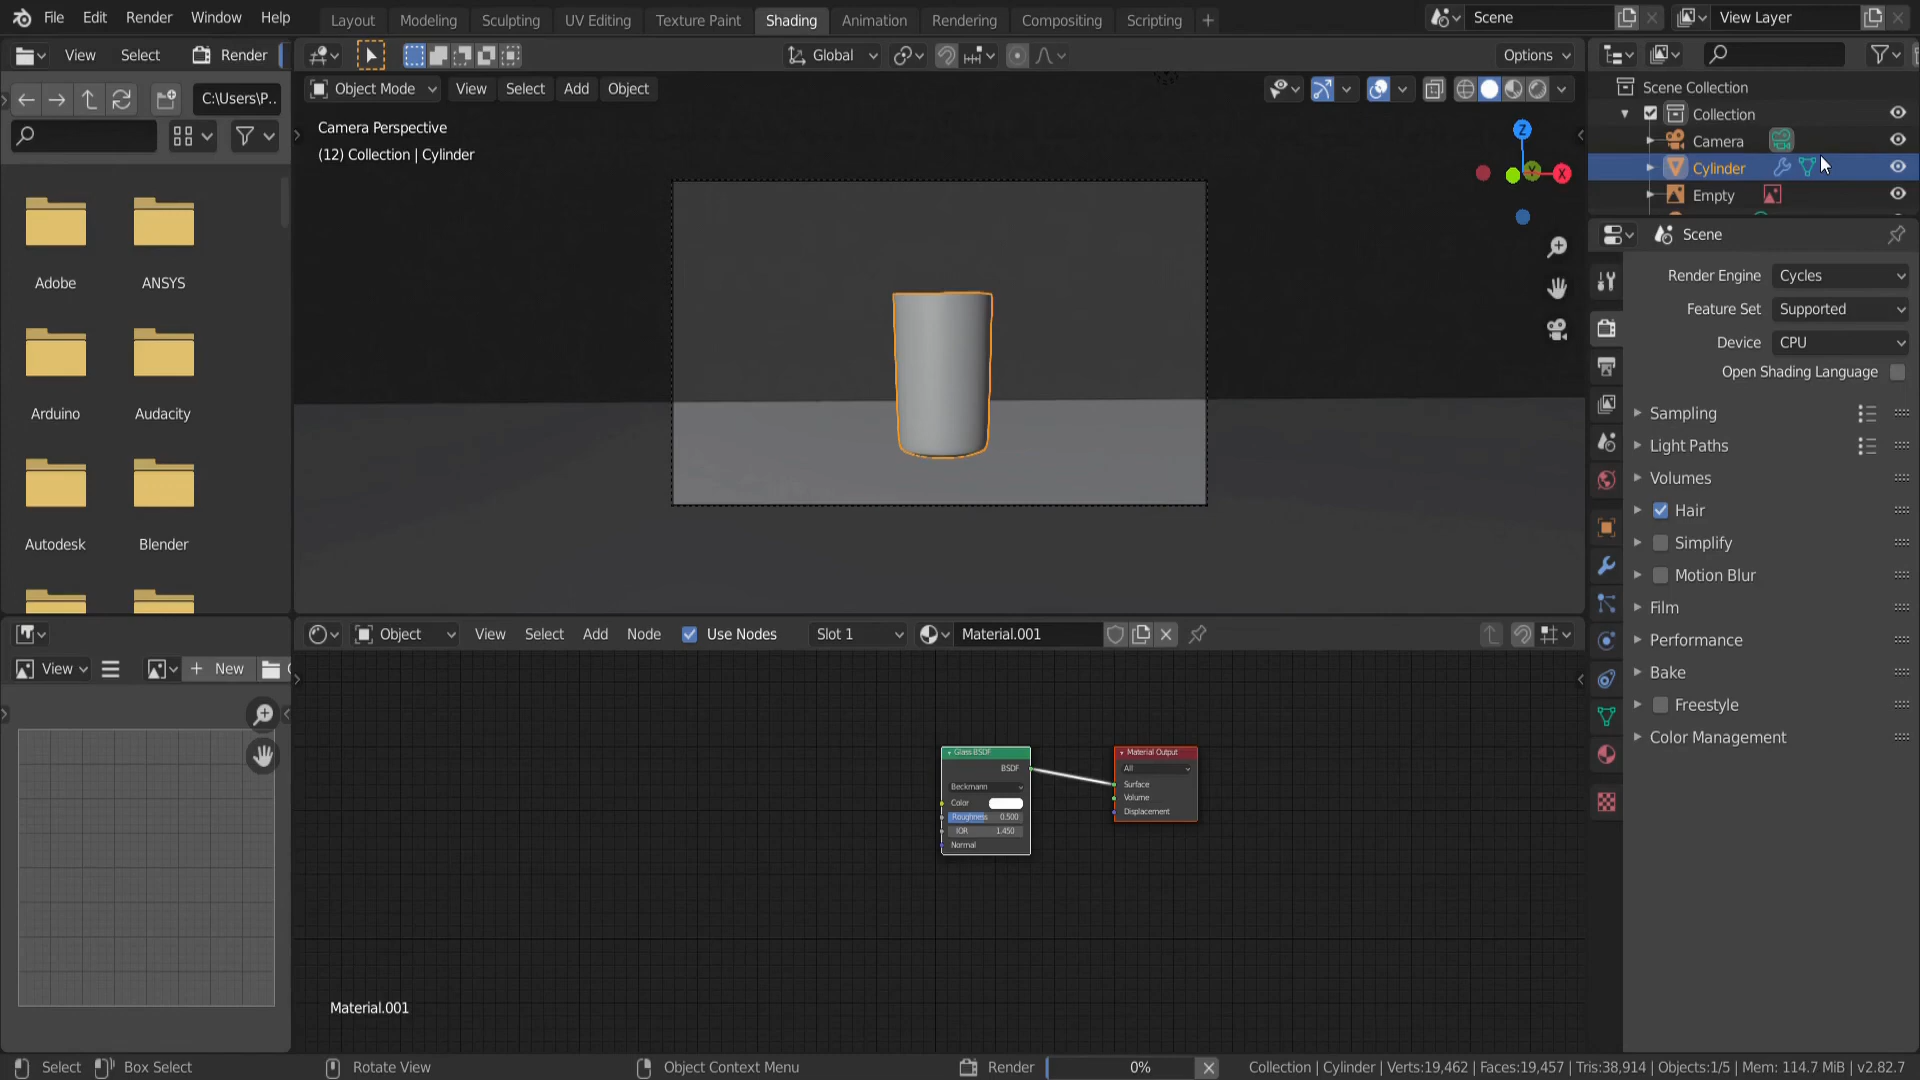 File Edit Render Window Help
Layout Modeling Sculpting UV Editing Texture Paint Shading Animation Rendering Compositing Scripting +
Scene
View Layer
View Select Render
Global
Options
C:\Users\P..
Object Mode View Select Add Object
Camera Perspective
(12) Collection | Cylinder
Z
Y
X
Scene Collection
Collection
Camera
Cylinder
Empty
Adobe
ANSYS
Arduino
Audacity
Autodesk
Blender
Scene
Render Engine Cycles
Feature Set Supported
Device CPU
Open Shading Language
Sampling
Light Paths
Volumes
Hair
Simplify
Motion Blur
Film
Performance
Bake
Freestyle
Color Management
Object View Select Add Node Use Nodes Slot 1 Material.001
View + New
Glass BSDF
BSDF
Beckmann
Color
Roughness 0.500
IOR 1.450
Normal
Material Output
All
Surface
Volume
Displacement
Material.001
Select Box Select Rotate View Object Context Menu Render 0% Collection | Cylinder | Verts:19,462 | Faces:19,457 | Tris:38,914 | Objects:1/5 | Mem: 114.7 MiB | v2.82.7